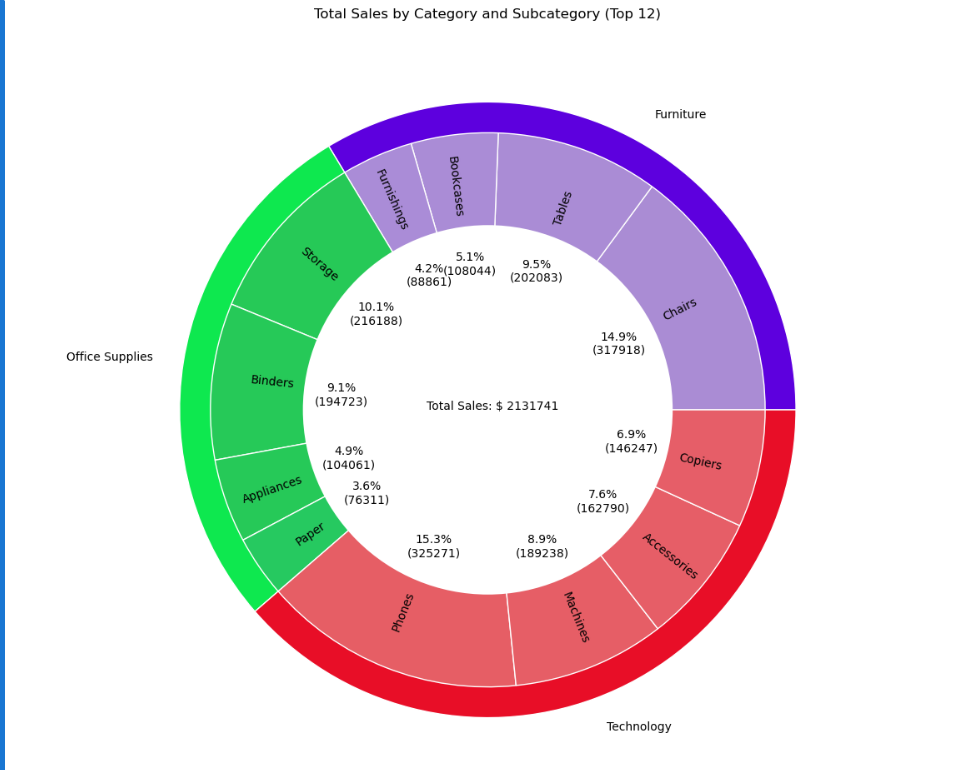 Total Sales by Category and Subcategory (Top 12)
Furniture
Office Supplies
Technology
Chairs
Tables
Bookcases
Furnishings
Storage
Binders
Appliances
Paper
Phones
Machines
Accessories
Copiers
14.9%
(317918)
9.5%
(202083)
5.1%
(108044)
4.2%
(88861)
10.1%
(216188)
9.1%
(194723)
4.9%
(104061)
3.6%
(76311)
15.3%
(325271)
8.9%
(189238)
7.6%
(162790)
6.9%
(146247)
Total Sales: $ 2131741